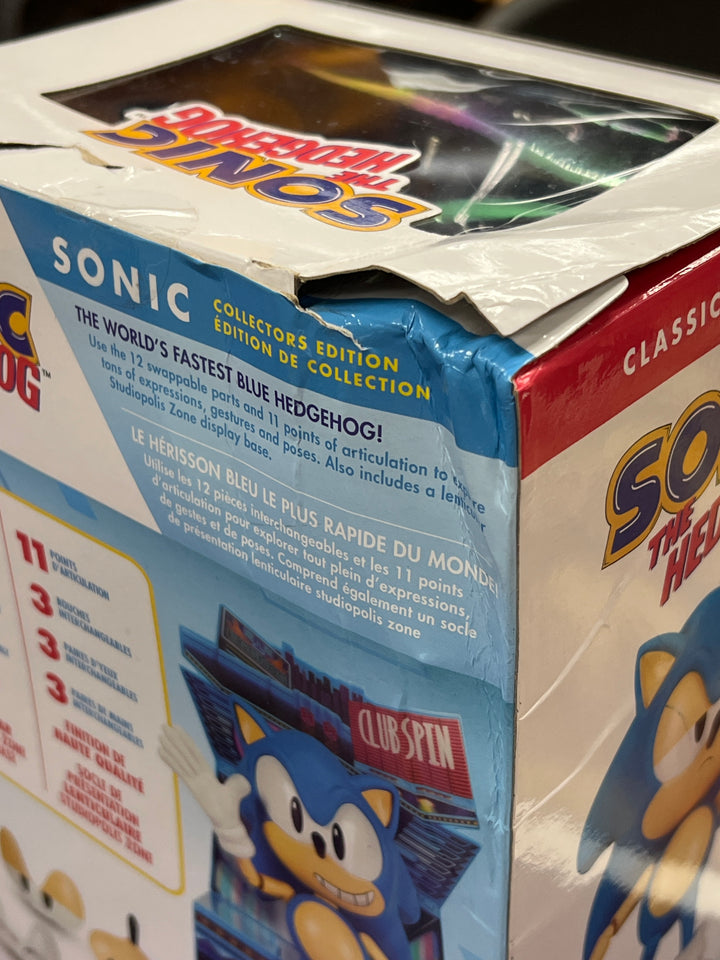 SONIC
THE
HEDGEHOG
SONIC
COLLECTORS EDITION
ÉDITION DE COLLECTION
THE WORLD'S FASTEST BLUE HEDGEHOG!
Use the 12 swappable parts and 11 points of articulation to explore
tons of expressions, gestures and poses. Also includes a lenticular
Studiopolis Zone display base.
LE HÉRISSON BLEU LE PLUS RAPIDE DU MONDE!
Utilise les 12 pièces interchangeables et les 11 points
d'articulation pour explorer tout plein d'expressions,
de gestes et de poses. Comprend également un socle
de présentation lenticulaire studiopolis zone
C
OG
TM
11 POINTS
D'ARTICULATION
3 BOUCHES
INTERCHANGEABLES
3 PAIRES D'YEUX
INTERCHANGEABLES
3 PAIRES DE MAINS
INTERCHANGEABLES
FINITION DE
HAUTE QUALITÉ
SOCLE DE
PRÉSENTATION
LENTICULAIRE
STUDIOPOLIS ZONE
CLUB SPIN
CLASSIC
SO
THE
HED